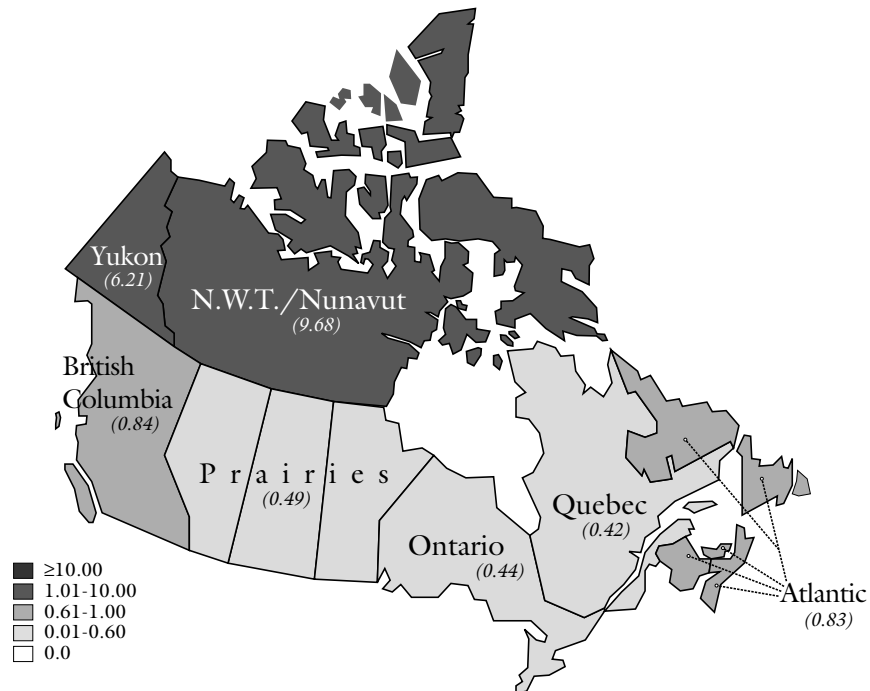 Yukon
(6.21)
N.W.T./Nunavut
(9.68)
British
Columbia
(0.84)
Prairies
(0.49)
Quebec
(0.42)
Ontario
(0.44)
Atlantic
(0.83)
≥10.00
1.01-10.00
0.61-1.00
0.01-0.60
0.0